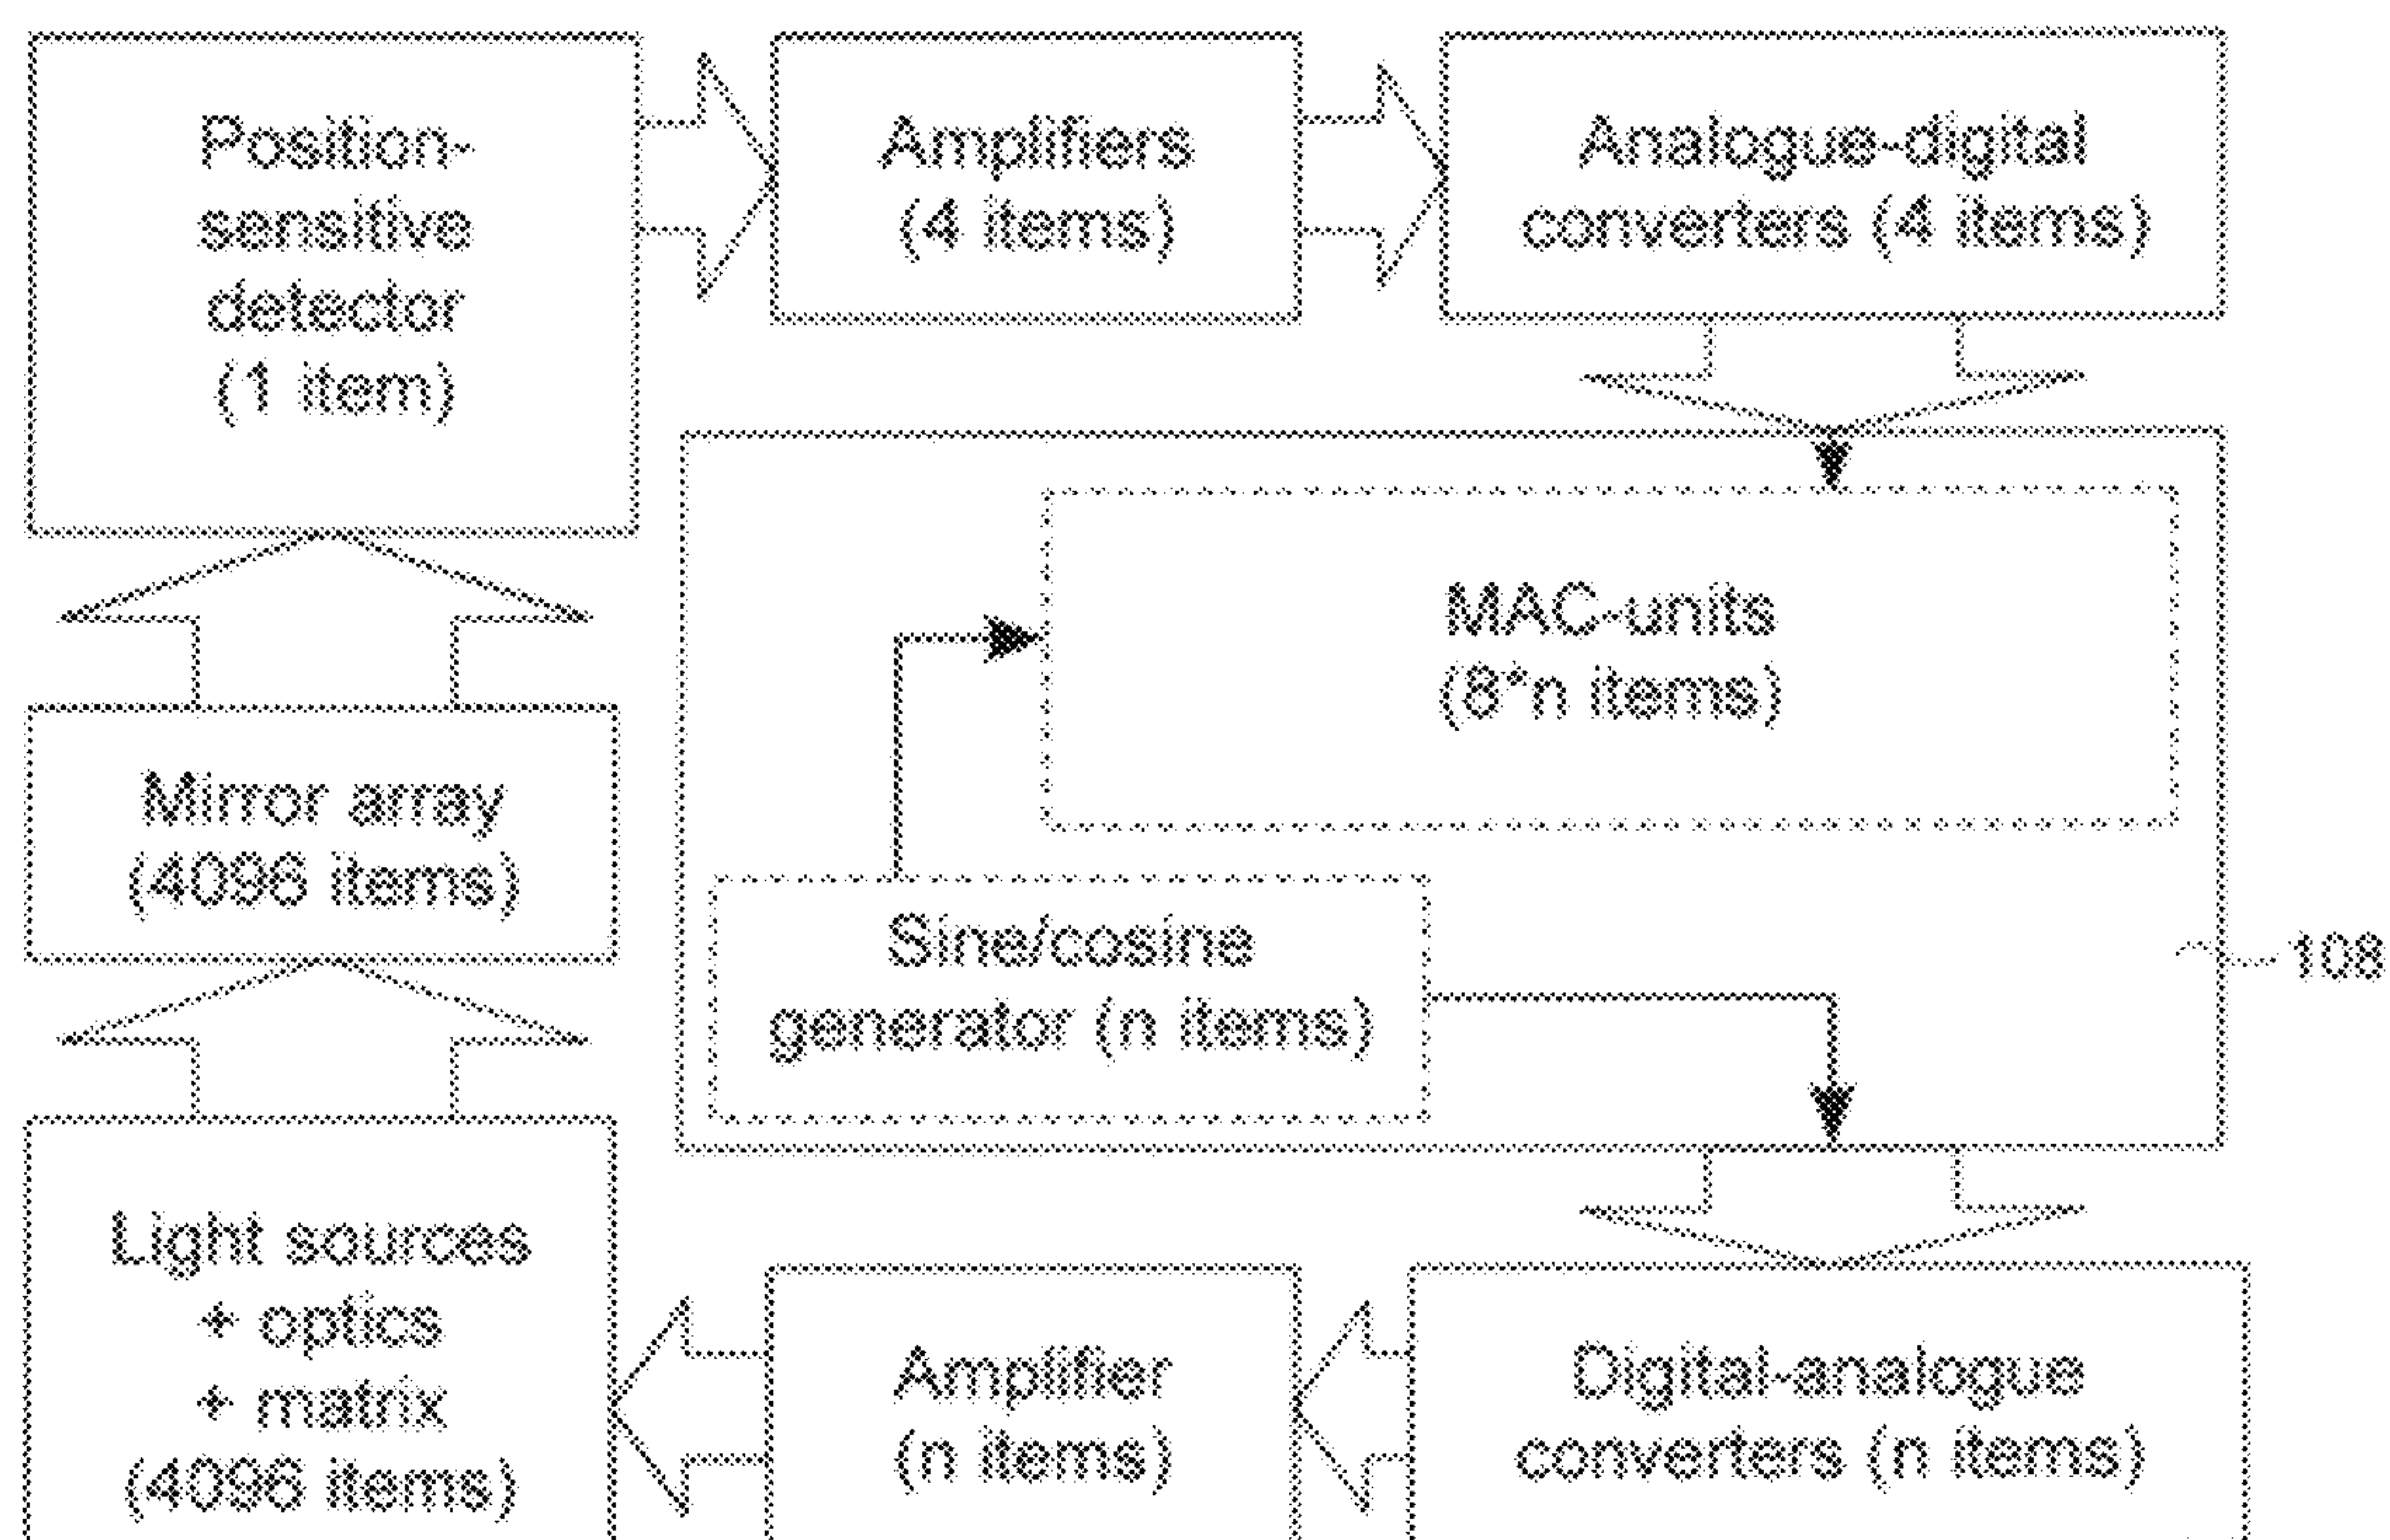 Position-
sensitive
detector
(1 item)
Amplifiers
(4 items)
Analogue-digital
converters (4 items)
MAC-units
(8*n items)
Mirror array
(4096 items)
Sine/cosine
generator (n items)
108
Light sources
+ optics
+ matrix
(4096 items)
Amplifier
(n items)
Digital-analogue
converters (n items)